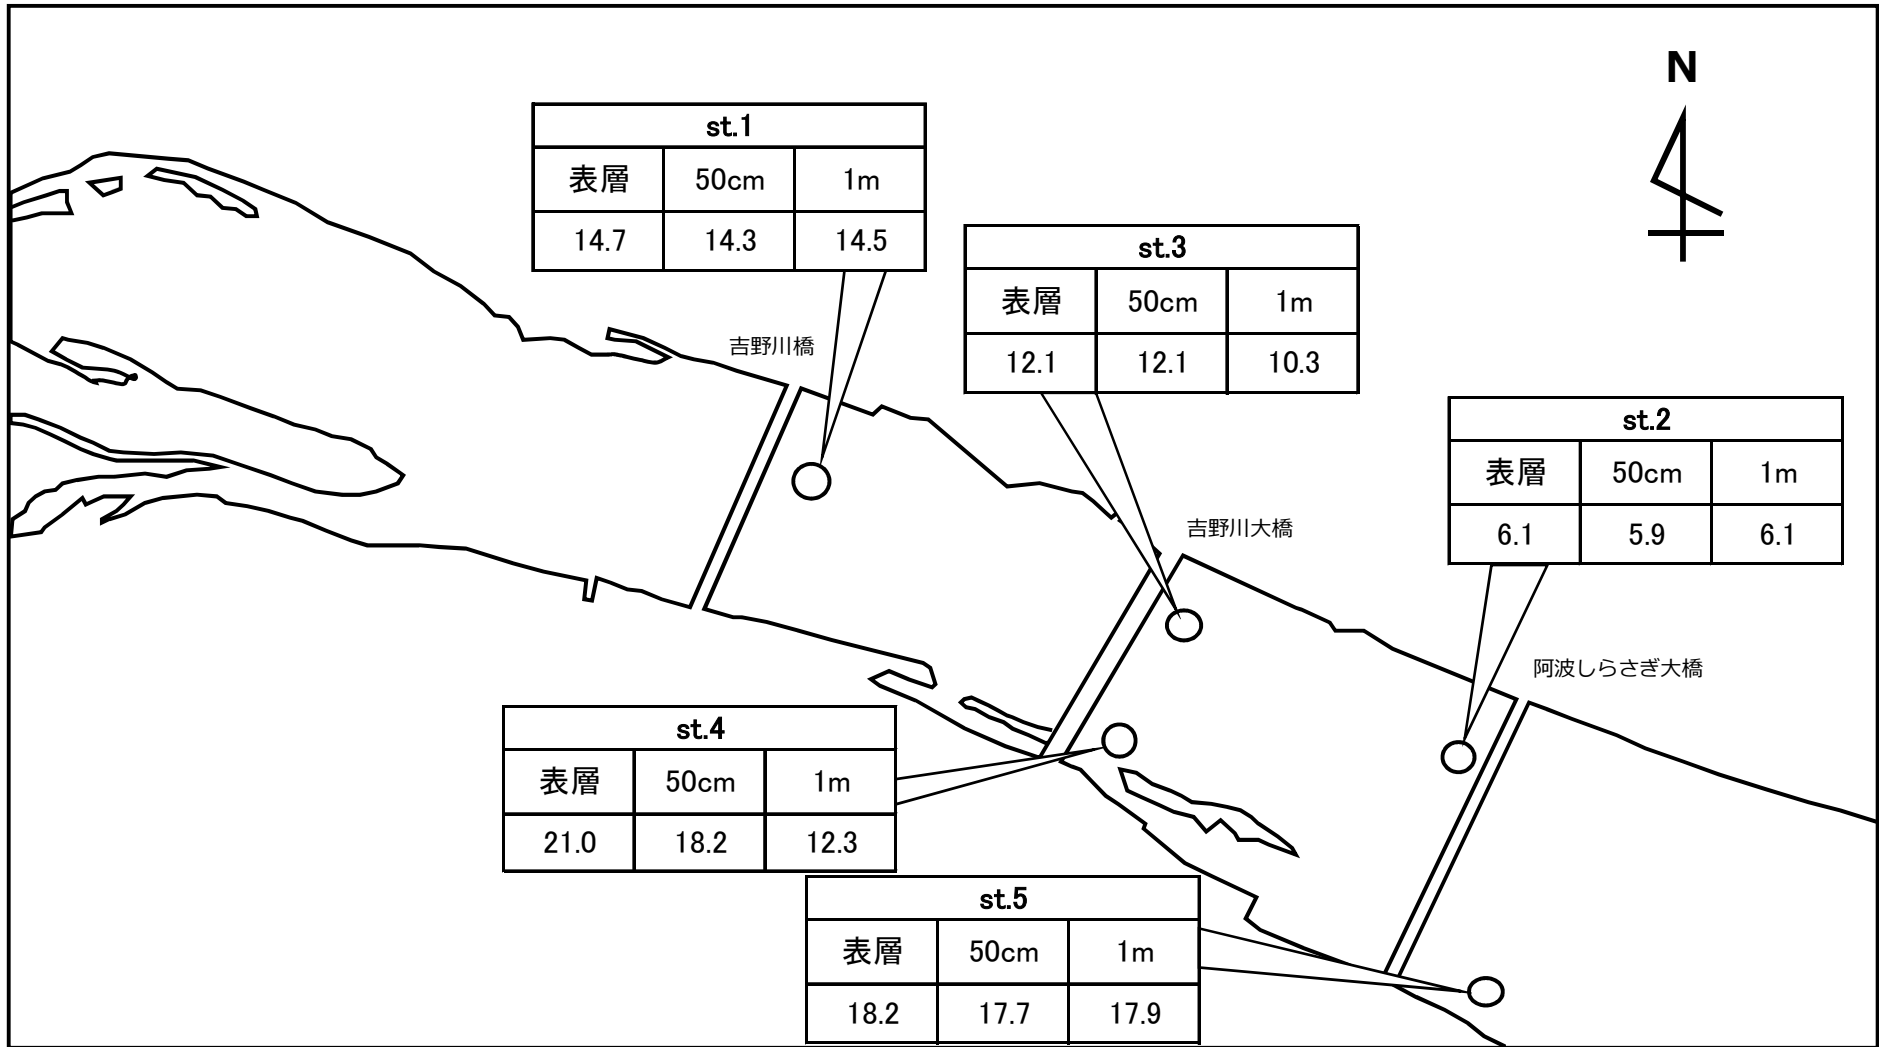 N
st.1
表層 50cm 1m
14.7 14.3 14.5
吉野川橋
st.3
表層 50cm 1m
12.1 12.1 10.3
st.2
表層 50cm 1m
6.1 5.9 6.1
吉野川大橋
阿波しらさぎ大橋
st.4
表層 50cm 1m
21.0 18.2 12.3
st.5
表層 50cm 1m
18.2 17.7 17.9